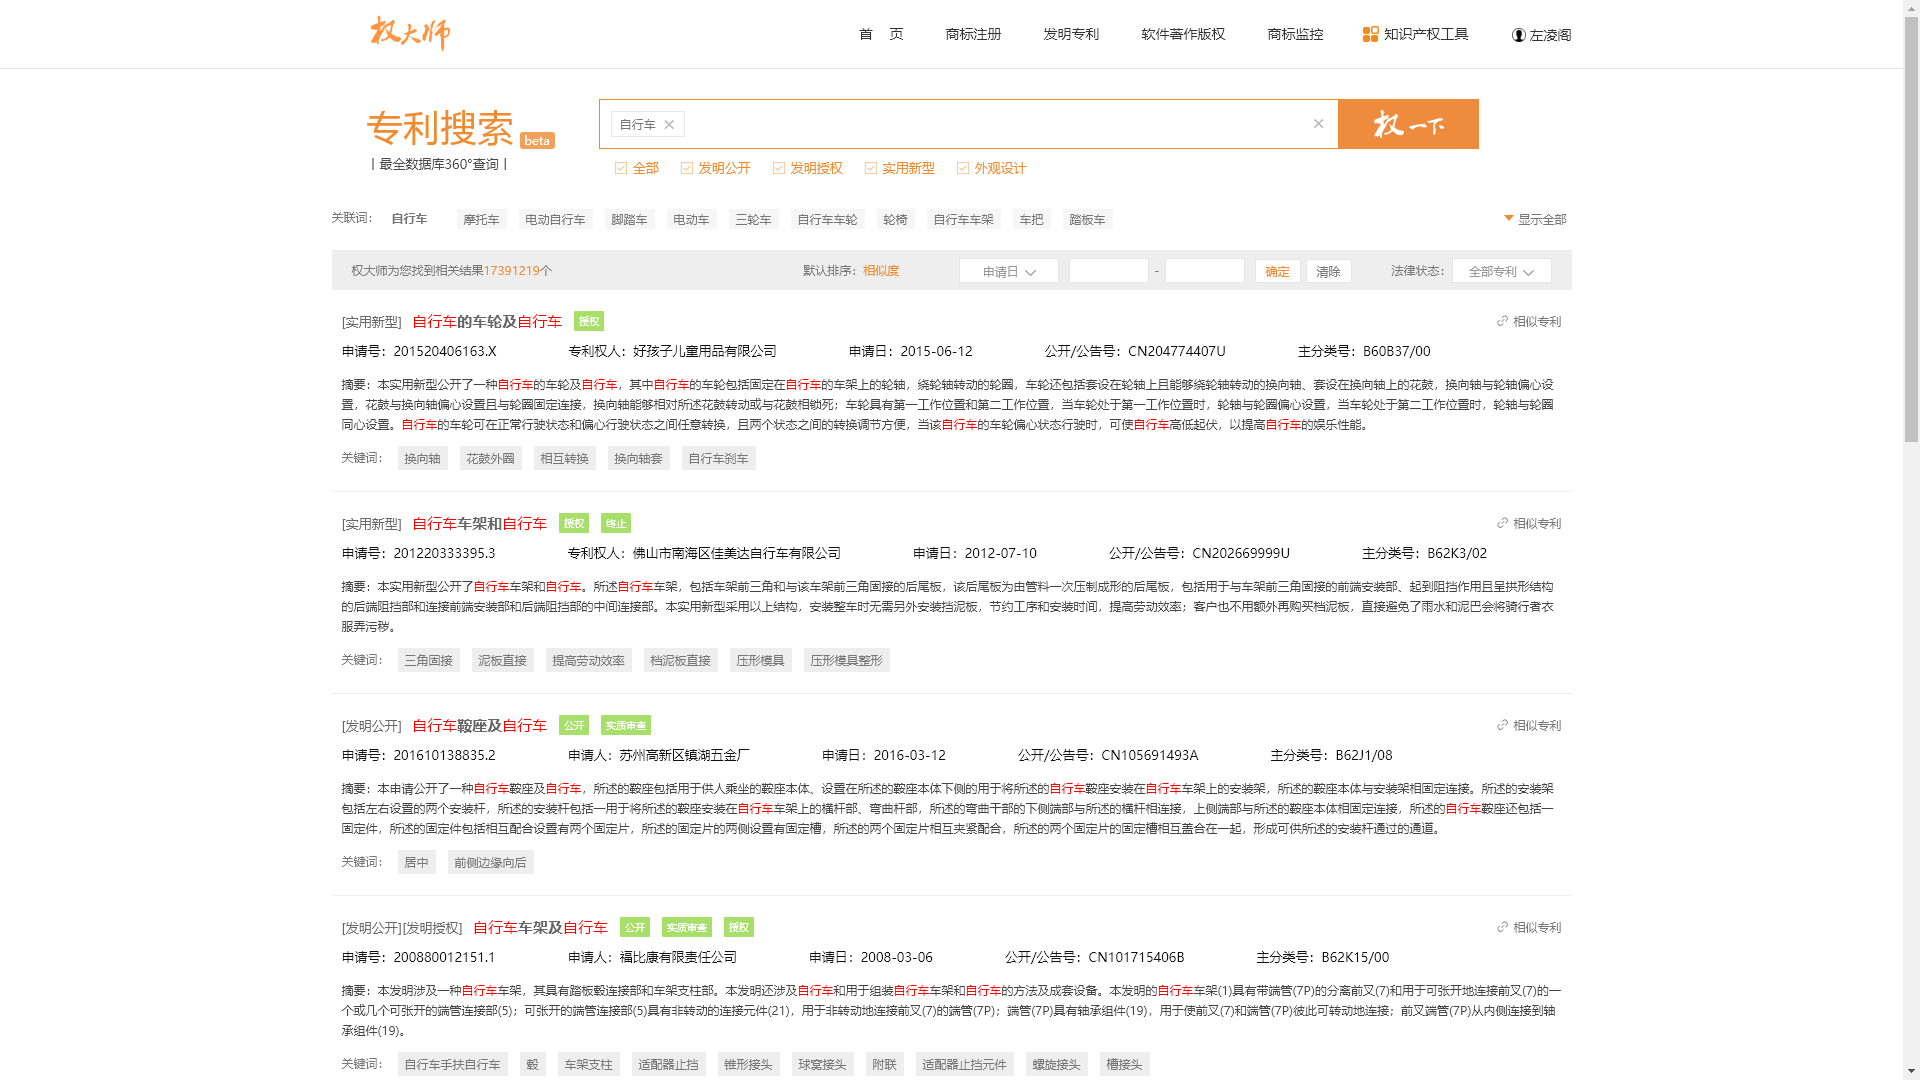 权大师
首 页 商标注册 发明专利 软件著作版权 商标监控 知识产权工具 左凌阁
专利搜索 beta
丨最全数据库360°查询丨
自行车 × ×
权一下
全部 发明公开 发明授权 实用新型 外观设计
关联词： 自行车 摩托车 电动自行车 脚踏车 电动车 三轮车 自行车车轮 轮椅 自行车车架 车把 踏板车 显示全部
权大师为您找到相关结果17391219个 默认排序：相似度 申请日 - 确定 清除 法律状态： 全部专利
[实用新型] 自行车的车轮及自行车 授权 相似专利
申请号：201520406163.X 专利权人：好孩子儿童用品有限公司 申请日：2015-06-12 公开/公告号：CN204774407U 主分类号：B60B37/00
摘要：本实用新型公开了一种自行车的车轮及自行车，其中自行车的车轮包括固定在自行车的车架上的轮轴，绕轮轴转动的轮圈，车轮还包括套设在轮轴上且能够绕轮轴转动的换向轴、套设在换向轴上的花鼓，换向轴与轮轴偏心设
置，花鼓与换向轴偏心设置且与轮圈固定连接，换向轴能够相对所述花鼓转动或与花鼓相锁死；车轮具有第一工作位置和第二工作位置，当车轮处于第一工作位置时，轮轴与轮圈偏心设置，当车轮处于第二工作位置时，轮轴与轮圈
同心设置。自行车的车轮可在正常行驶状态和偏心行驶状态之间任意转换，且两个状态之间的转换调节方便，当该自行车的车轮偏心状态行驶时，可使自行车高低起伏，以提高自行车的娱乐性能。
关键词： 换向轴 花鼓外圈 相互转换 换向轴套 自行车刹车
[实用新型] 自行车车架和自行车 授权 终止 相似专利
申请号：201220333395.3 专利权人：佛山市南海区佳美达自行车有限公司 申请日：2012-07-10 公开/公告号：CN202669999U 主分类号：B62K3/02
摘要：本实用新型公开了自行车车架和自行车。所述自行车车架，包括车架前三角和与该车架前三角固接的后尾板，该后尾板为由管料一次压制成形的后尾板，包括用于与车架前三角固接的前端安装部、起到阻挡作用且呈拱形结构
的后端阻挡部和连接前端安装部和后端阻挡部的中间连接部。本实用新型采用以上结构，安装整车时无需另外安装挡泥板，节约工序和安装时间，提高劳动效率；客户也不用额外再购买档泥板，直接避免了雨水和泥巴会将骑行者衣
服弄污秽。
关键词： 三角固接 泥板直接 提高劳动效率 档泥板直接 压形模具 压形模具整形
[发明公开] 自行车鞍座及自行车 公开 实质审查 相似专利
申请号：201610138835.2 申请人：苏州高新区镇湖五金厂 申请日：2016-03-12 公开/公告号：CN105691493A 主分类号：B62J1/08
摘要：本申请公开了一种自行车鞍座及自行车，所述的鞍座包括用于供人乘坐的鞍座本体、设置在所述的鞍座本体下侧的用于将所述的自行车鞍座安装在自行车车架上的安装架，所述的鞍座本体与安装架相固定连接。所述的安装架
包括左右设置的两个安装杆，所述的安装杆包括一用于将所述的鞍座安装在自行车车架上的横杆部、弯曲杆部，所述的弯曲干部的下侧端部与所述的横杆相连接，上侧端部与所述的鞍座本体相固定连接，所述的自行车鞍座还包括一
固定件，所述的固定件包括相互配合设置有两个固定片，所述的固定片的两侧设置有固定槽，所述的两个固定片相互夹紧配合，所述的两个固定片的固定槽相互盖合在一起，形成可供所述的安装杆通过的通道。
关键词： 居中 前侧边缘向后
[发明公开][发明授权] 自行车车架及自行车 公开 实质审查 授权 相似专利
申请号：200880012151.1 申请人：福比康有限责任公司 申请日：2008-03-06 公开/公告号：CN101715406B 主分类号：B62K15/00
摘要：本发明涉及一种自行车车架，其具有踏板毂连接部和车架支柱部。本发明还涉及自行车和用于组装自行车车架和自行车的方法及成套设备。本发明的自行车车架(1)具有带端管(7P)的分离前叉(7)和用于可张开地连接前叉(7)的一
个或几个可张开的端管连接部(5)；可张开的端管连接部(5)具有非转动的连接元件(21)，用于非转动地连接前叉(7)的端管(7P)；端管(7P)具有轴承组件(19)，用于使前叉(7)和端管(7P)彼此可转动地连接；前叉端管(7P)从内侧连接到轴
承组件(19)。
关键词： 自行车手扶自行车 毂 车架支柱 适配器止挡 锥形接头 球窝接头 附联 适配器止挡元件 螺旋接头 槽接头